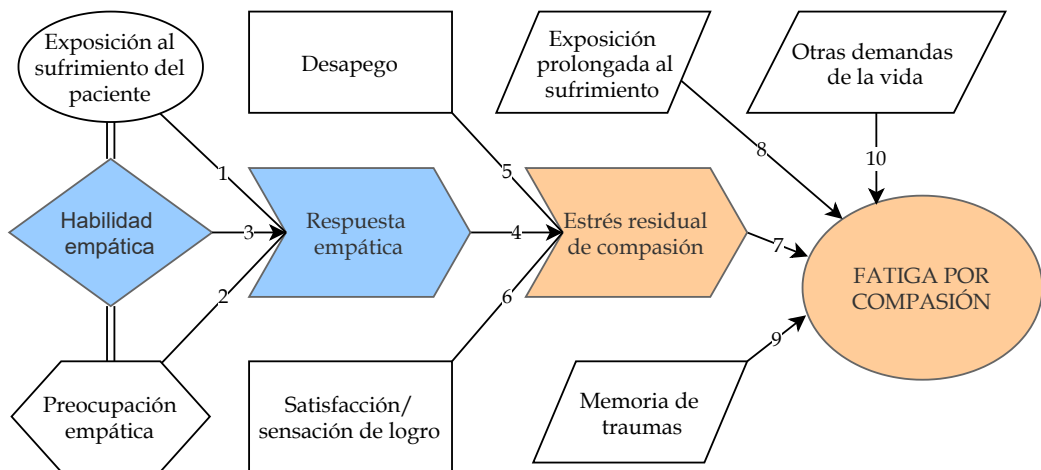 Exposición al
sufrimiento del
paciente
Desapego
Exposición
prolongada al
sufrimiento
Otras demandas
de la vida
1
5
8
10
Habilidad
empática
3
Respuesta
empática
4
Estrés residual
de compasión
7
FATIGA POR
COMPASIÓN
2
6
9
Preocupación
empática
Satisfacción/
sensación de logro
Memoria de
traumas